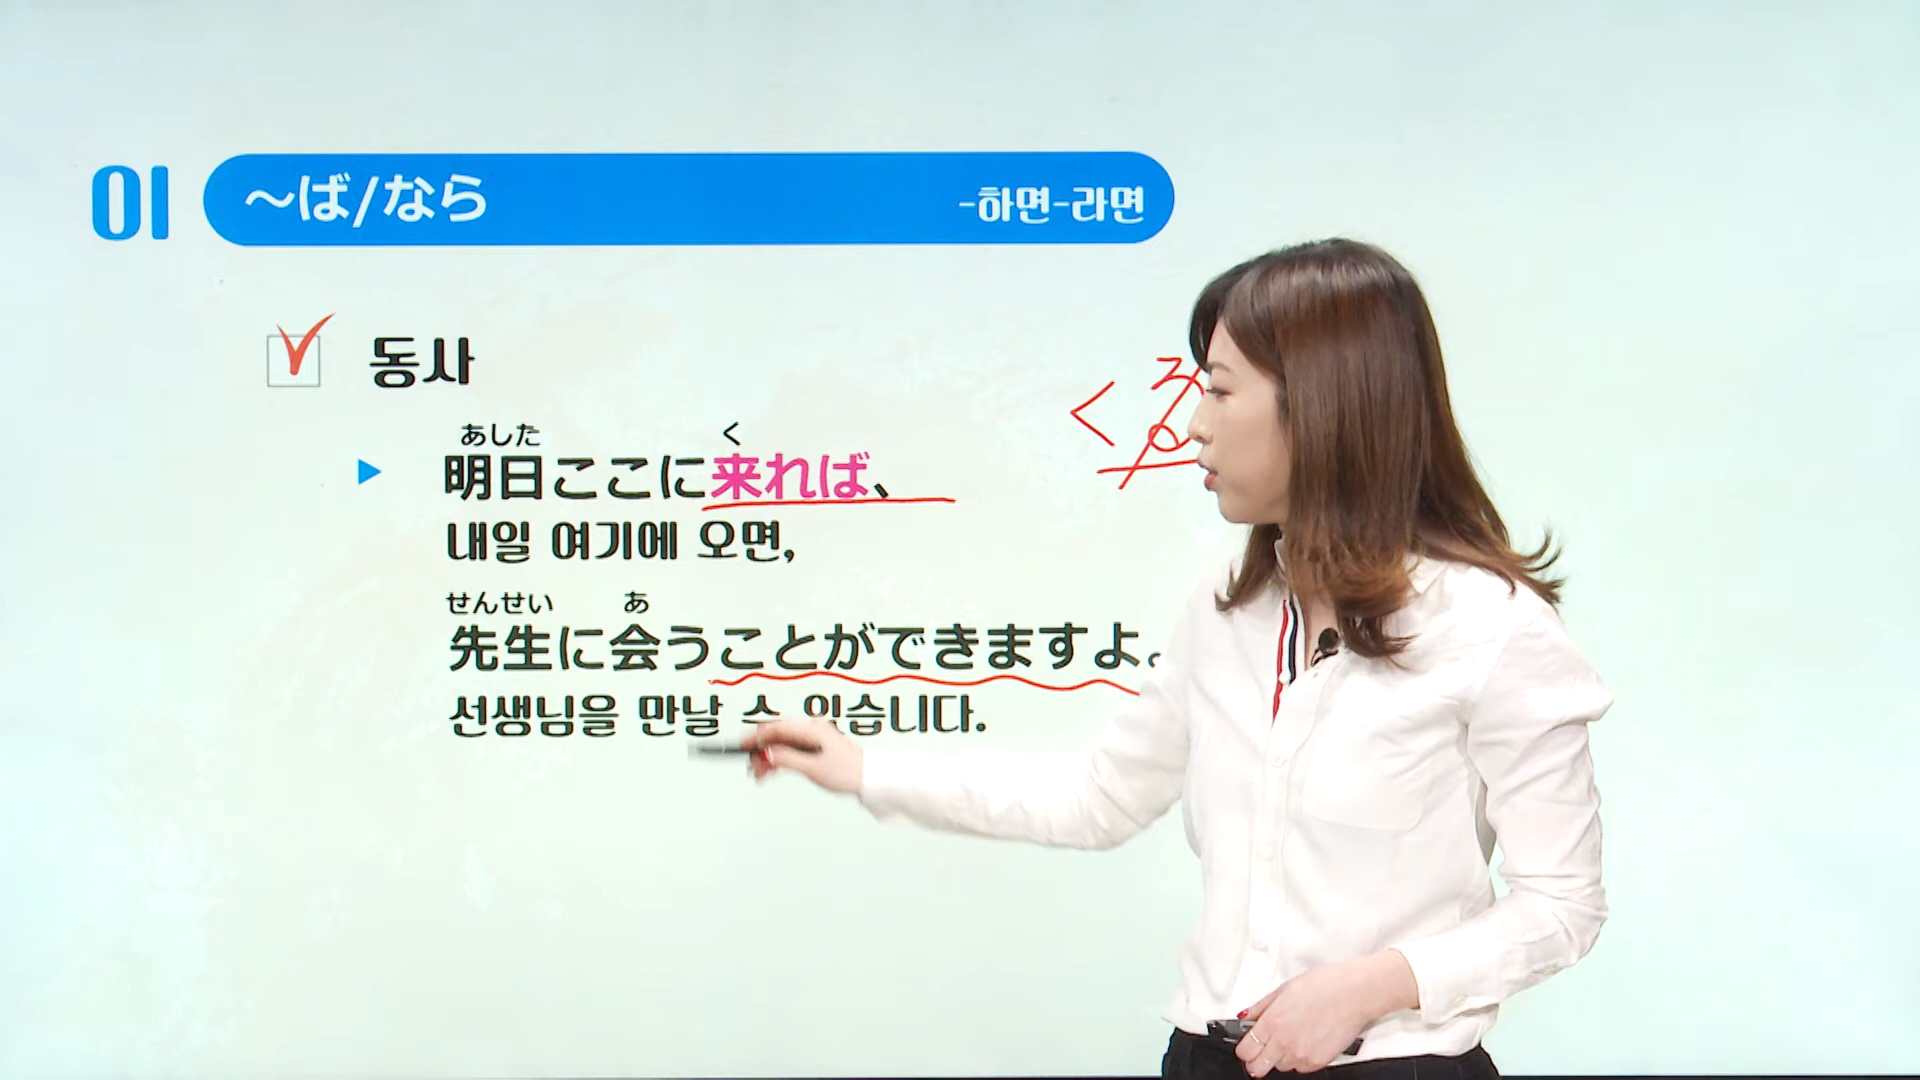 01 ～ば/なら -하면-라면
동사
あした く
明日ここに来れば、
내일 여기에 오면,
せんせい あ
先生に会うことができますよ。
선생님을 만날 수 있습니다.
くる